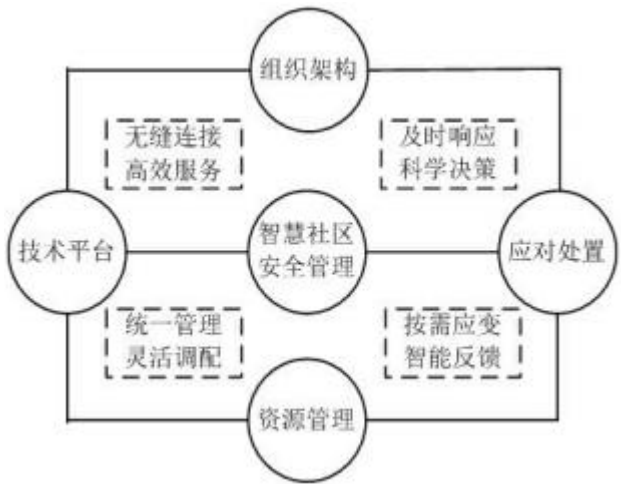 组织架构
无缝连接
高效服务
及时响应
科学决策
技术平台
智慧社区
安全管理
应对处置
统一管理
灵活调配
按需应变
智能反馈
资源管理